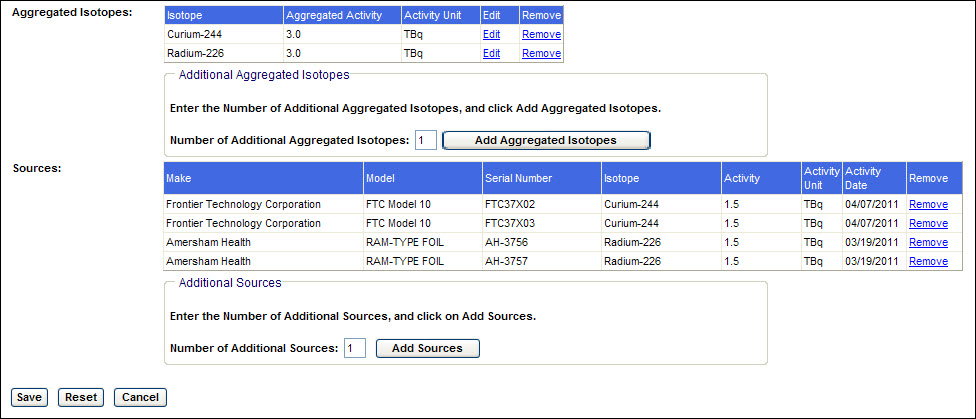 Aggregated Isotopes:
Isotope Aggregated Activity Activity Unit Edit Remove
Curium-244 3.0 TBq Edit Remove
Radium-226 3.0 TBq Edit Remove
Additional Aggregated Isotopes
Enter the Number of Additional Aggregated Isotopes, and click Add Aggregated Isotopes.
Number of Additional Aggregated Isotopes: 1 Add Aggregated Isotopes
Sources:
Make Model Serial Number Isotope Activity Activity Unit Activity Date Remove
Frontier Technology Corporation FTC Model 10 FTC37X02 Curium-244 1.5 TBq 04/07/2011 Remove
Frontier Technology Corporation FTC Model 10 FTC37X03 Curium-244 1.5 TBq 04/07/2011 Remove
Amersham Health RAM-TYPE FOIL AH-3756 Radium-226 1.5 TBq 03/19/2011 Remove
Amersham Health RAM-TYPE FOIL AH-3757 Radium-226 1.5 TBq 03/19/2011 Remove
Additional Sources
Enter the Number of Additional Sources, and click on Add Sources.
Number of Additional Sources: 1 Add Sources
Save Reset Cancel